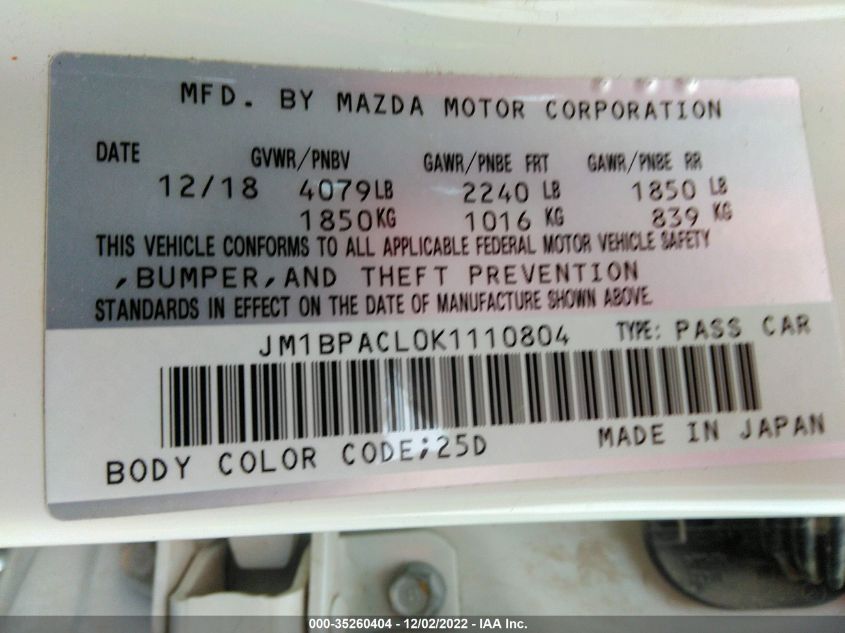 MFD. BY MAZDA MOTOR CORPORATION
DATE GVWR/PNBV GAWR/PNBE FRT GAWR/PNBE RR
12/18 4079LB 2240 LB 1850 LB
1850KG 1016 KG 839 KG
THIS VEHICLE CONFORMS TO ALL APPLICABLE FEDERAL MOTOR VEHICLE SAFETY
,BUMPER,AND THEFT PREVENTION
STANDARDS IN EFFECT ON THE DATE OF MANUFACTURE SHOWN ABOVE.
JM1BPACL0K1110804 TYPE: PASS CAR
BODY COLOR CODE;25D MADE IN JAPAN
000-35260404 - 12/02/2022 - IAA Inc.